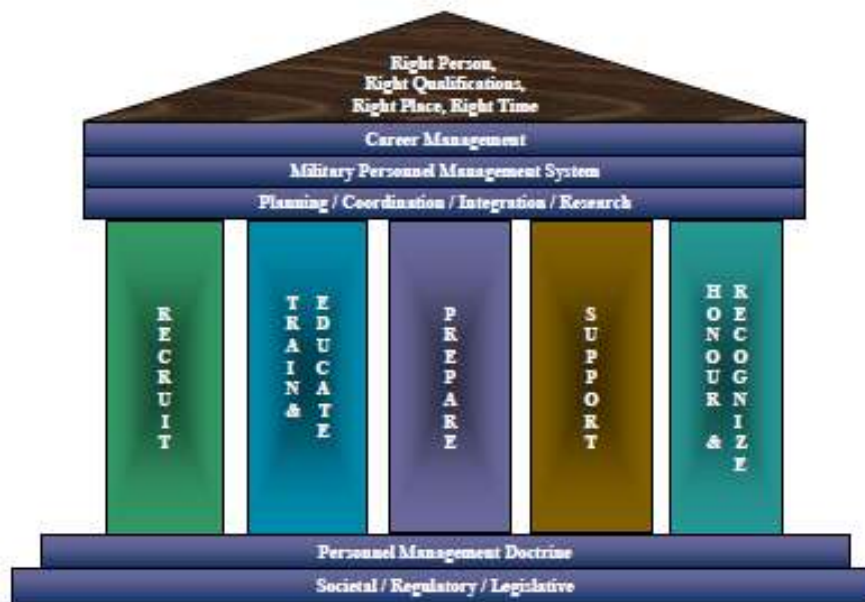 Right Person,
Right Qualifications,
Right Place, Right Time
Career Management
Military Personnel Management System
Planning / Coordination / Integration / Research
RECRUIT
TRAIN &
EDUCATE
PREPARE
SUPPORT
HONOUR &
RECOGNIZE
Personnel Management Doctrine
Societal / Regulatory / Legislative